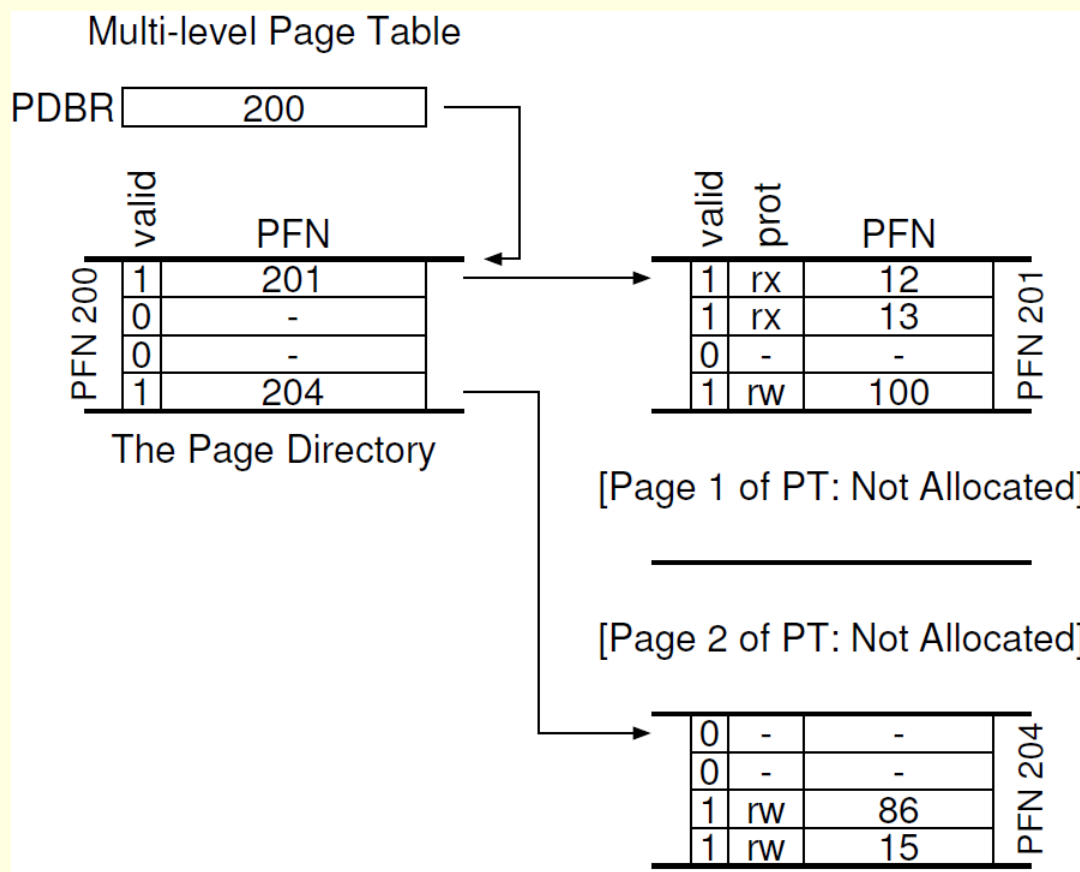 Multi-level Page Table
PDBR 200
valid PFN
PFN 200
1 201
0 -
0 -
1 204
The Page Directory
valid prot PFN
1 rx 12
1 rx 13
0 - -
1 rw 100
PFN 201
[Page 1 of PT: Not Allocated]
[Page 2 of PT: Not Allocated]
0 - -
0 - -
1 rw 86
1 rw 15
PFN 204